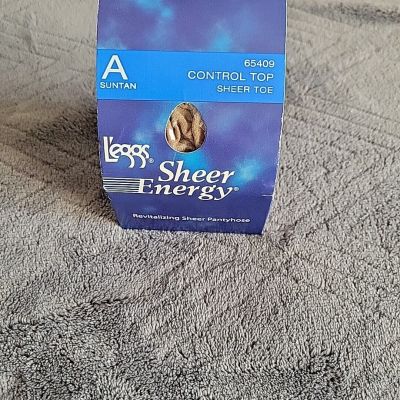 A
SUNTAN
65409
CONTROL TOP
SHEER TOE
L'eggs®
Sheer
Energy®
Revitalizing Sheer Pantyhose